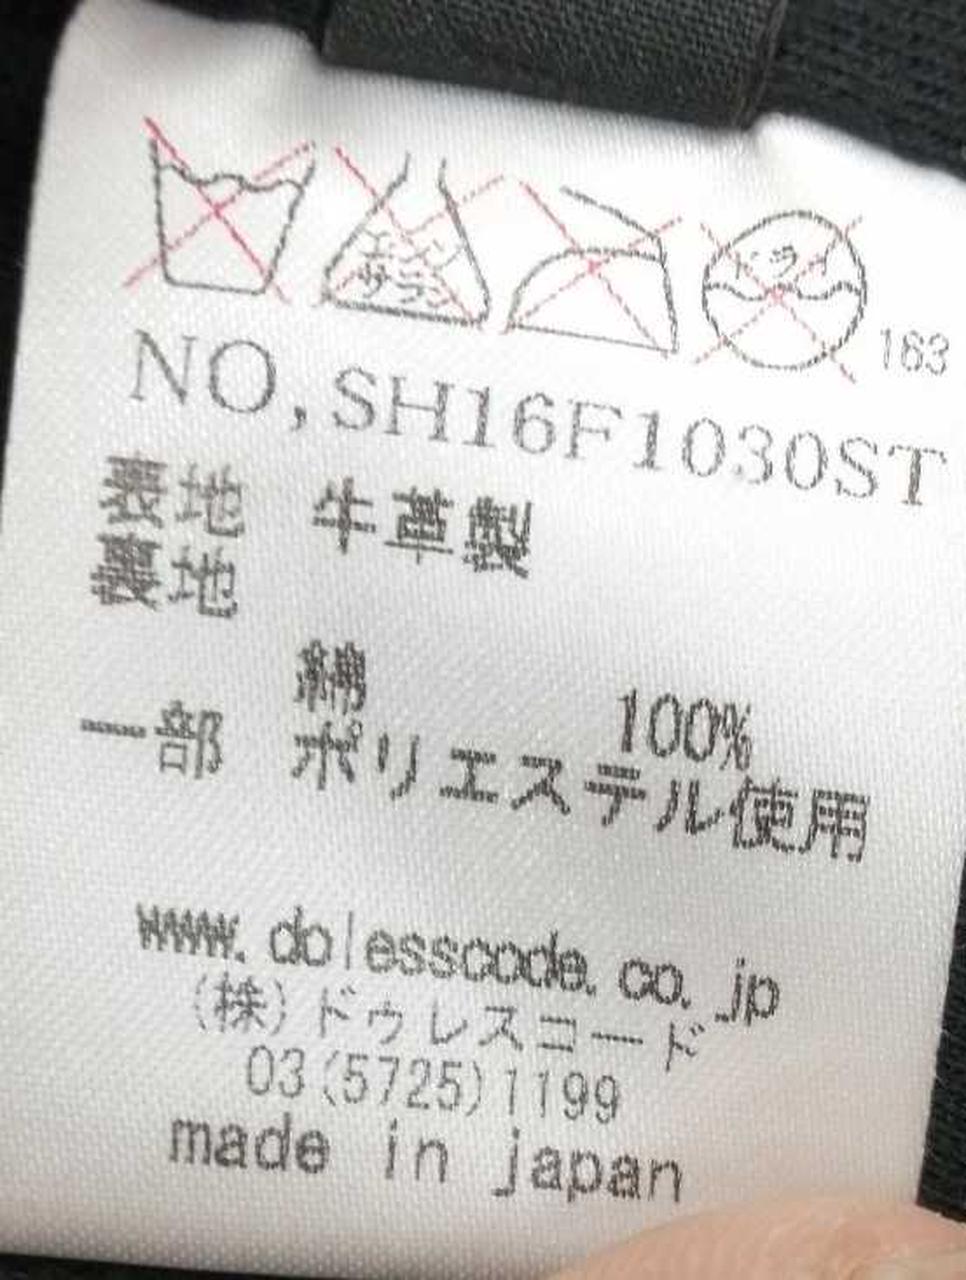 エンソ
サラシ
ドライ
163
NO,SH16F1030ST
表地 牛革製
裏地
綿 100%
一部 ポリエステル使用
www.dolesscode.co.jp
(株)ドゥレスコード
03(5725)1199
made in japan